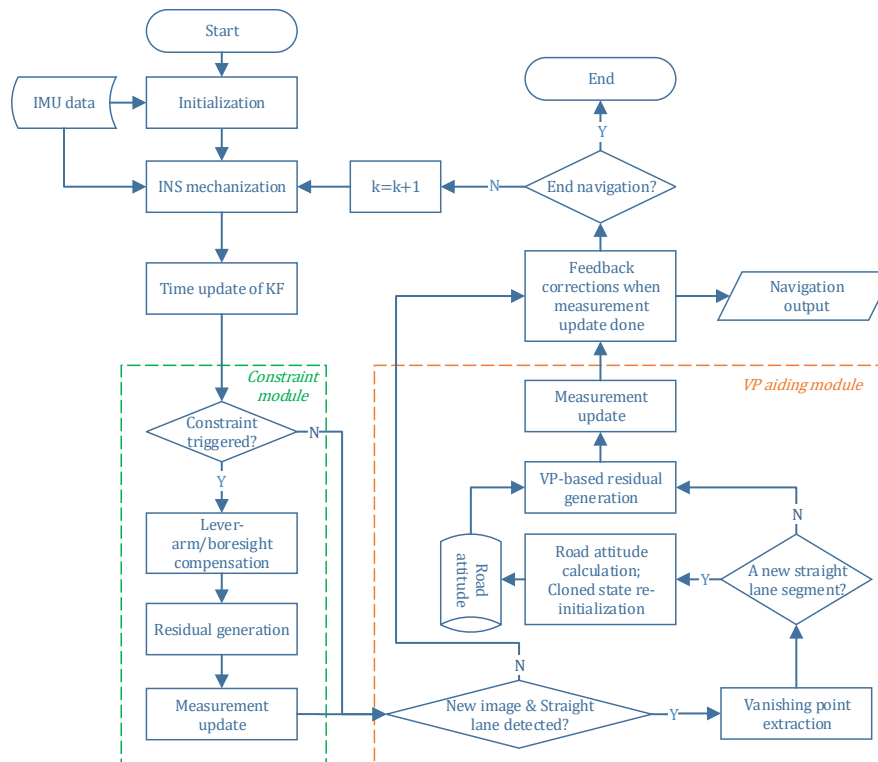 Start
End
IMU data
Initialization
Y
INS mechanization
k=k+1
N
End navigation?
Time update of KF
Feedback
corrections when
measurement
update done
Navigation
output
Constraint
module
VP aiding module
Measurement
update
Constraint
triggered?
N
Y
VP-based residual
generation
N
Lever-
arm/boresight
compensation
Road
attitude
Road attitude
calculation;
Cloned state re-
initialization
Y
A new straight
lane segment?
Residual generation
N
Measurement
update
New image & Straight
lane detected?
Y
Vanishing point
extraction